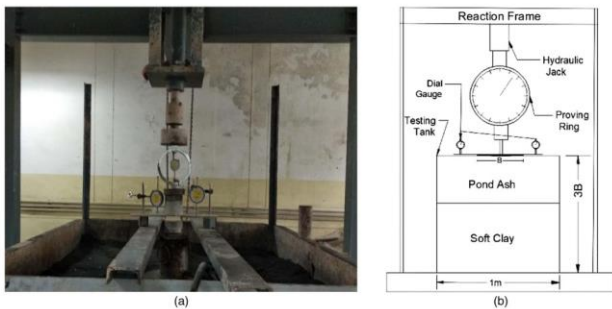 Reaction Frame
Hydraulic
Jack
Dial
Gauge
Testing
Tank
Proving
Ring
B
Pond Ash
3B
Soft Clay
1m
(a)
(b)